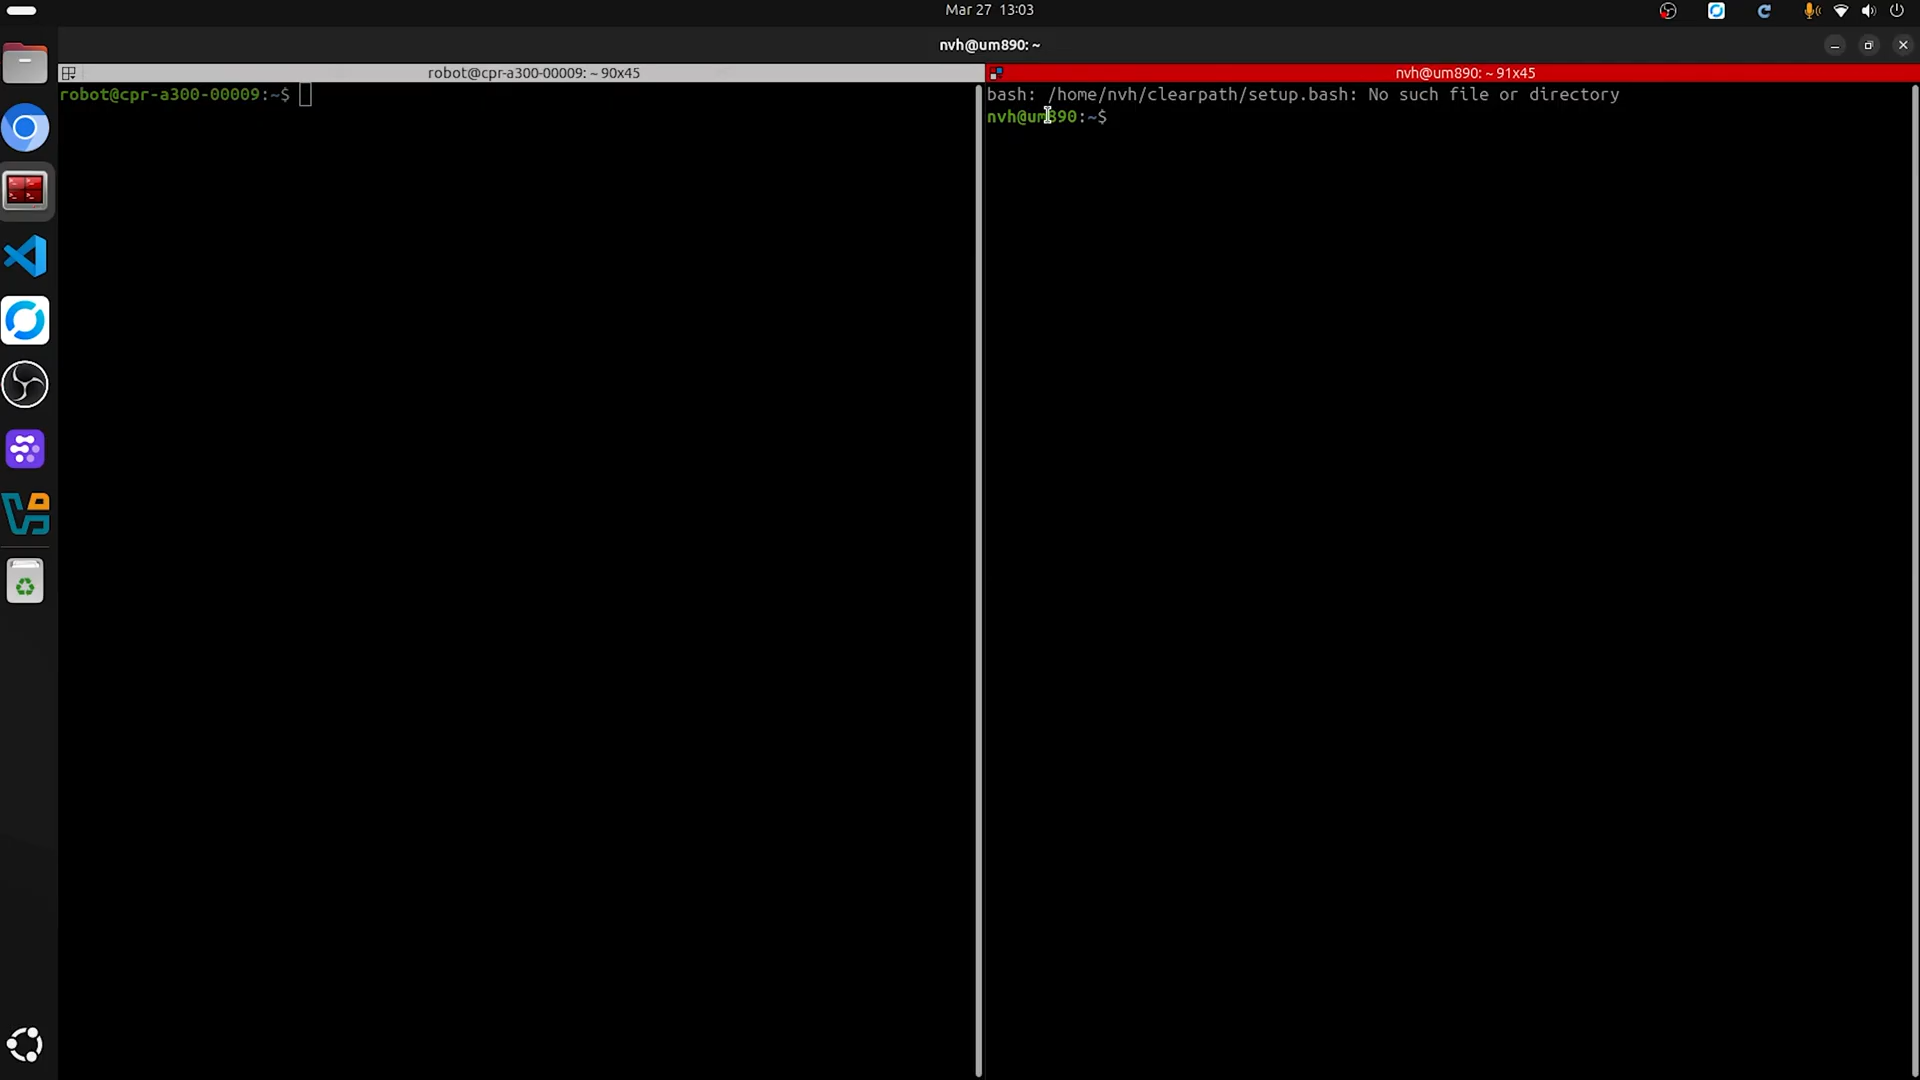 Mar 27 13:03
nvh@um890: ~
robot@cpr-a300-00009: ~ 90x45
nvh@um890: ~ 91x45
robot@cpr-a300-00009:~$
bash: /home/nvh/clearpath/setup.bash: No such file or directory
nvh@um890:~$